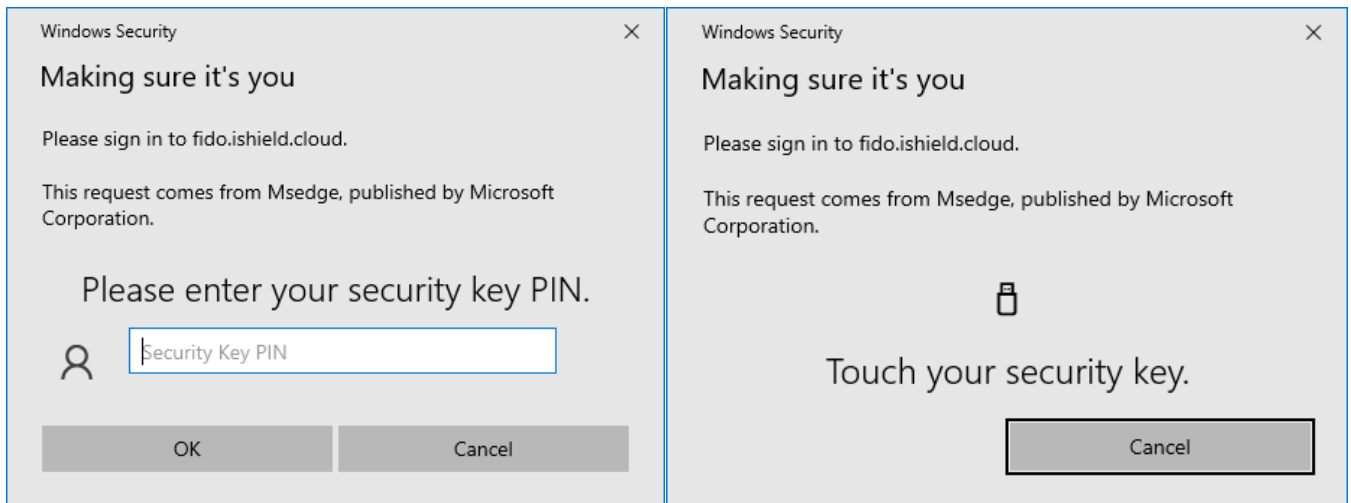 Windows Security
Making sure it's you
Please sign in to fido.ishield.cloud.
This request comes from Msedge, published by Microsoft
Corporation.
Please enter your security key PIN.
Security Key PIN
OK
Cancel
Windows Security
Making sure it's you
Please sign in to fido.ishield.cloud.
This request comes from Msedge, published by Microsoft
Corporation.
Touch your security key.
Cancel